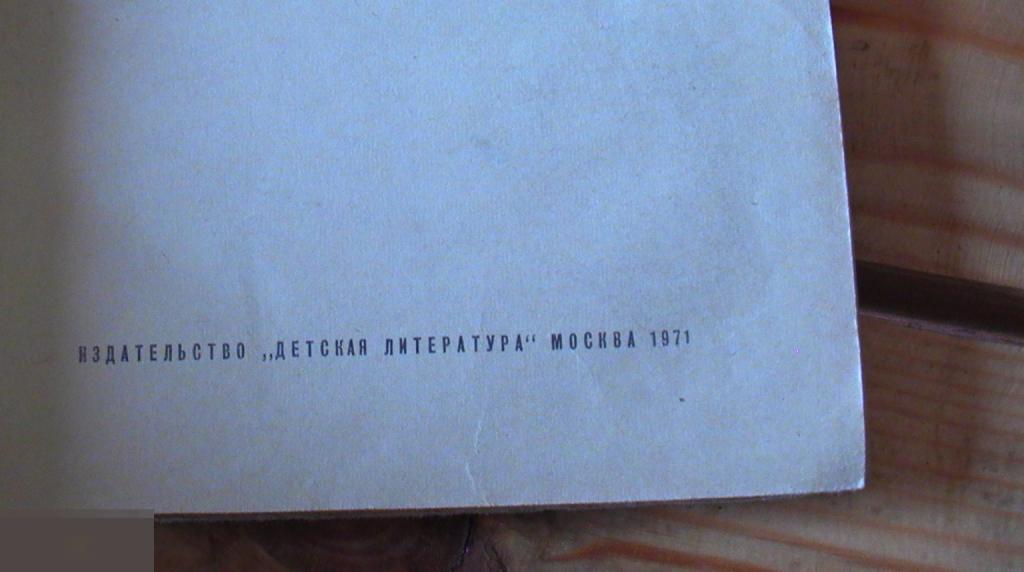 ИЗДАТЕЛЬСТВО „ДЕТСКАЯ ЛИТЕРАТУРА“ МОСКВА 1971